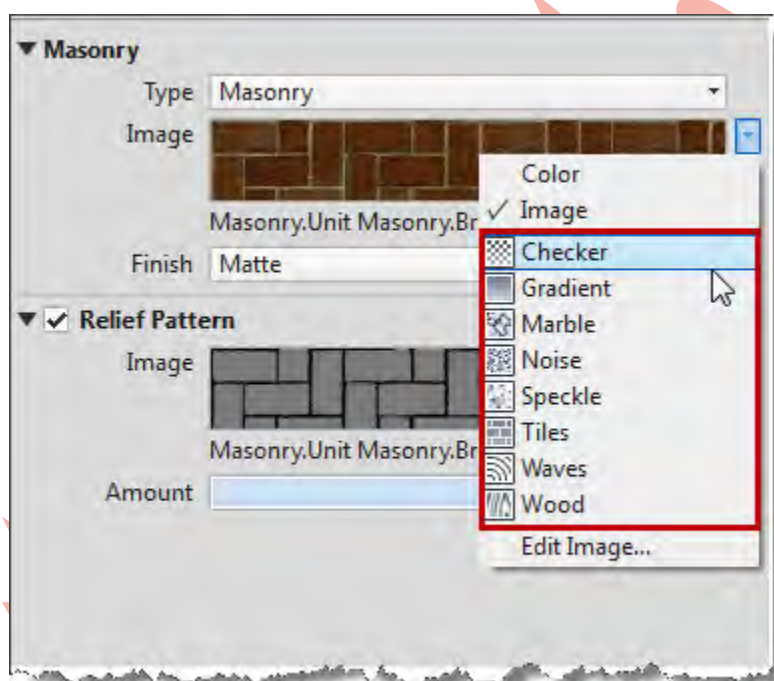 Masonry
Type Masonry
Image
Masonry.Unit Masonry.Br
Finish Matte
Relief Pattern
Image
Masonry.Unit Masonry.Br
Amount
Color
Image
Checker
Gradient
Marble
Noise
Speckle
Tiles
Waves
Wood
Edit Image...